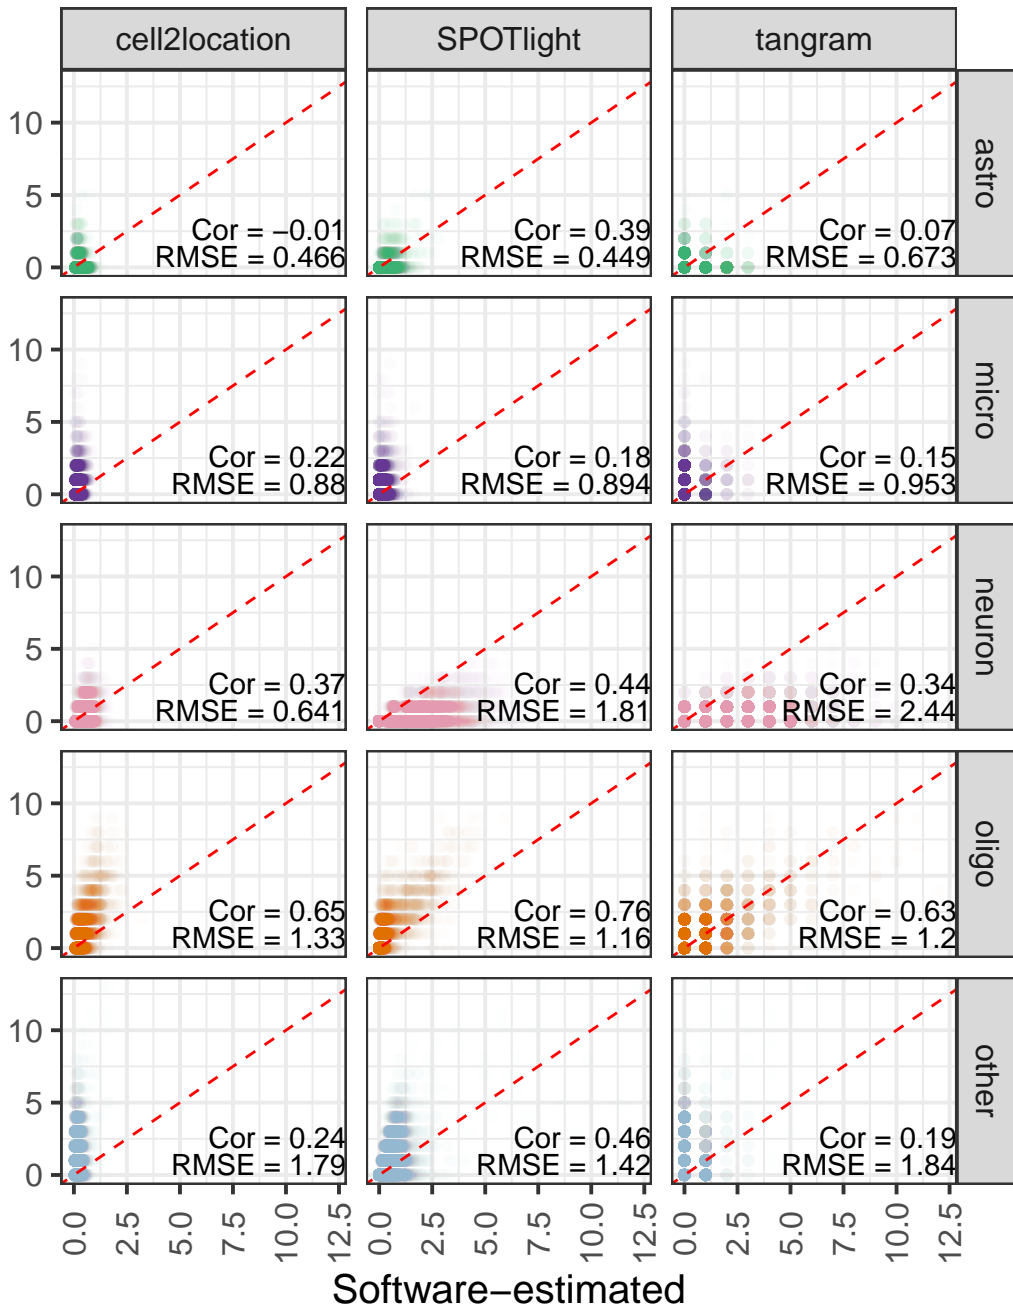 cell2location SPOTlight tangram
10
5
0
Cor = −0.01
RMSE = 0.466
Cor = 0.39
RMSE = 0.449
Cor = 0.07
RMSE = 0.673
astro
10
5
0
Cor = 0.22
RMSE = 0.88
Cor = 0.18
RMSE = 0.894
Cor = 0.15
RMSE = 0.953
micro
10
5
0
Cor = 0.37
RMSE = 0.641
Cor = 0.44
RMSE = 1.81
Cor = 0.34
RMSE = 2.44
neuron
10
5
0
Cor = 0.65
RMSE = 1.33
Cor = 0.76
RMSE = 1.16
Cor = 0.63
RMSE = 1.2
oligo
10
5
0
Cor = 0.24
RMSE = 1.79
Cor = 0.46
RMSE = 1.42
Cor = 0.19
RMSE = 1.84
other
0.0 2.5 5.0 7.5 10.0 12.5 0.0 2.5 5.0 7.5 10.0 12.5 0.0 2.5 5.0 7.5 10.0 12.5
Software−estimated